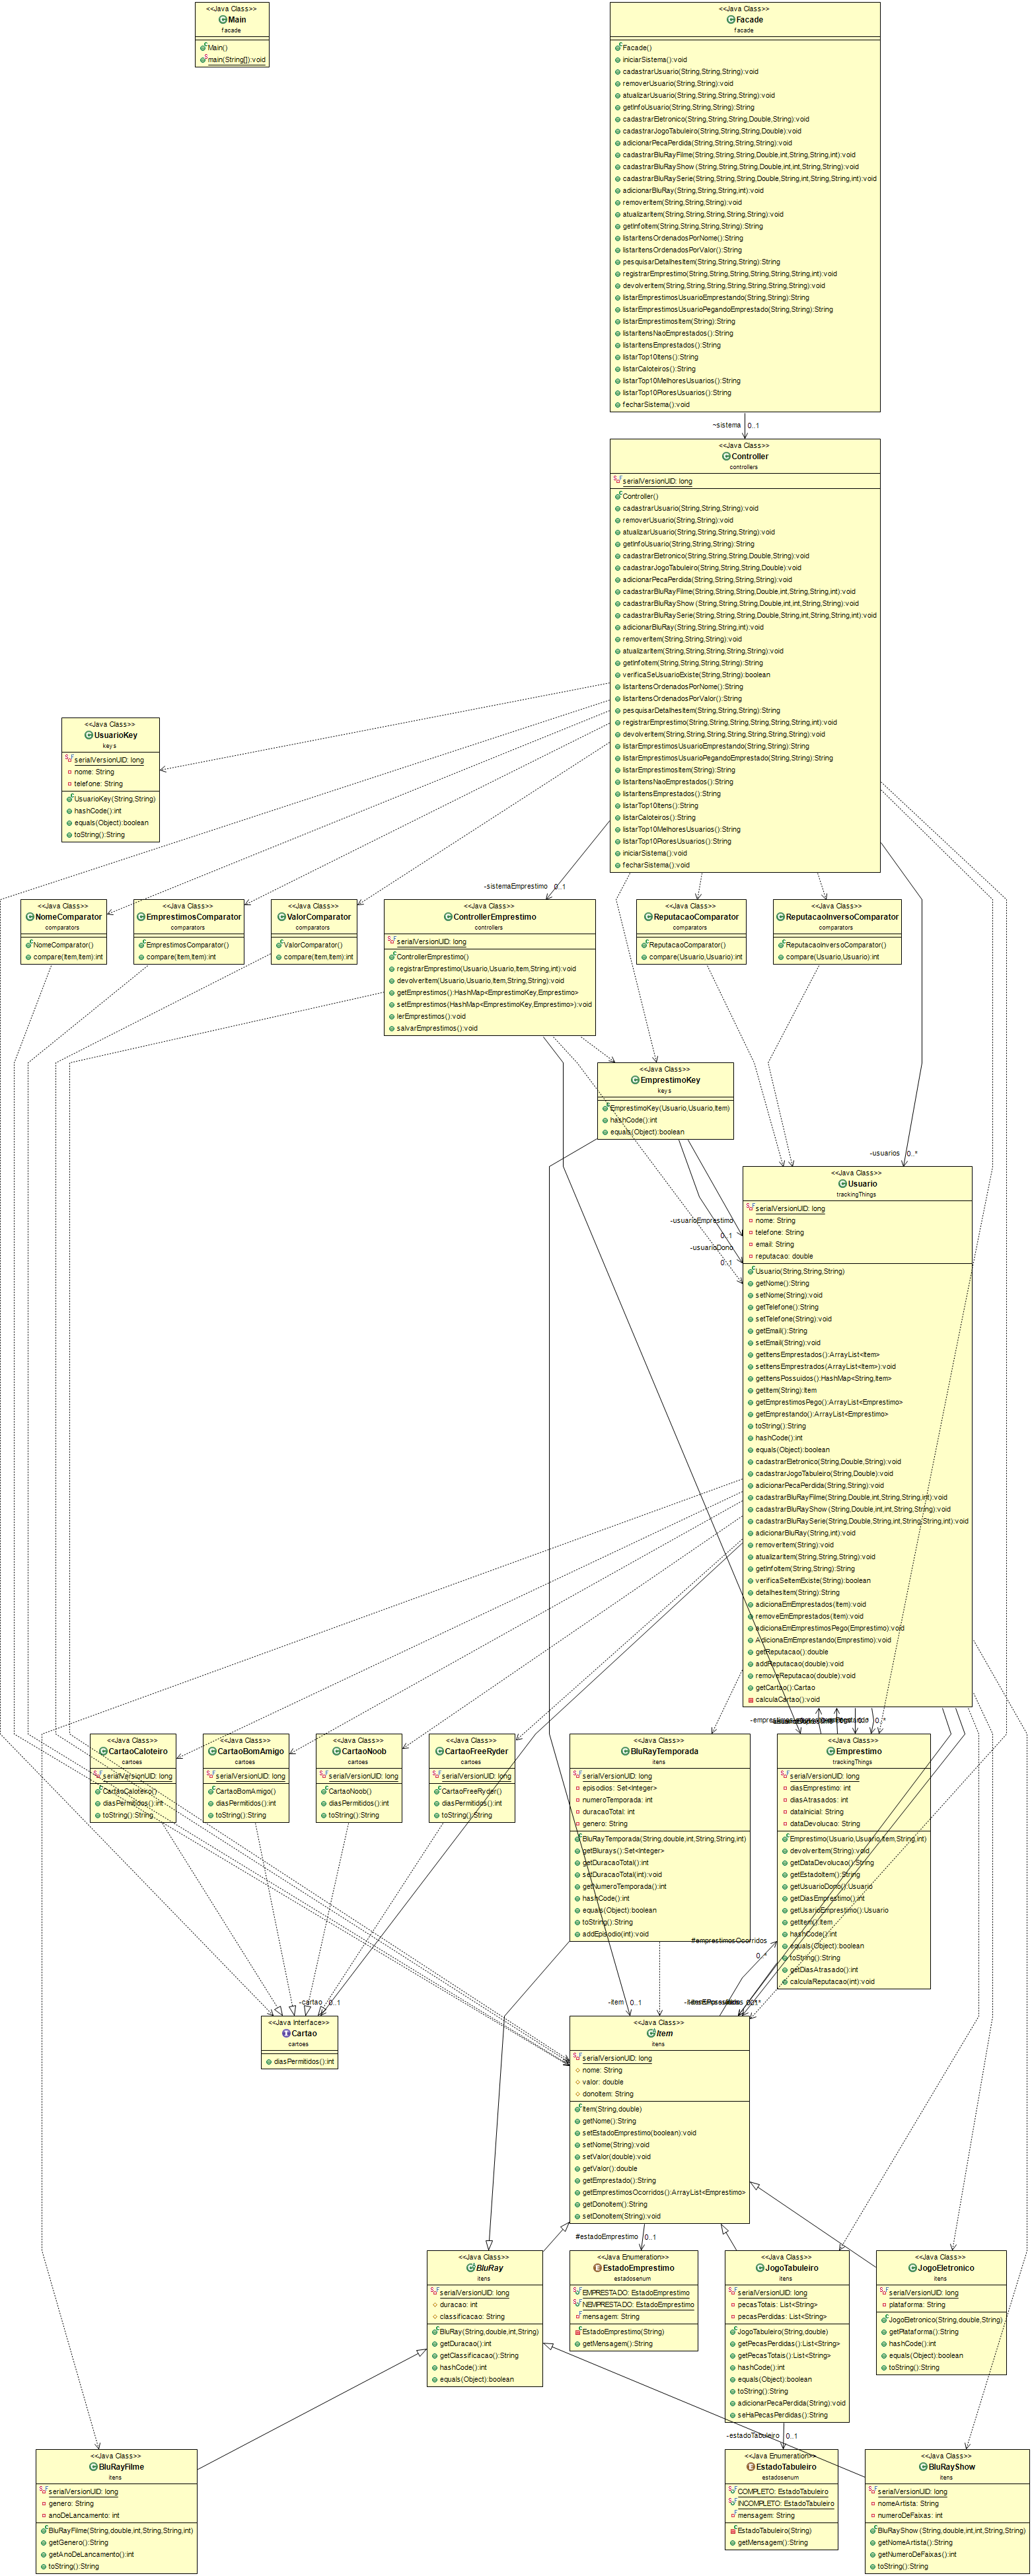 <<Java Class>>
Main
facade
Main()
main(String[]):void
<<Java Class>>
Facade
facade
Facade()
iniciarSistema():void
cadastrarUsuario(String,String,String):void
removerUsuario(String,String):void
atualizarUsuario(String,String,String,String):void
getInfoUsuario(String,String,String):String
cadastrarEletronico(String,String,String,Double,String):void
cadastrarJogoTabuleiro(String,String,String,Double):void
adicionarPecaPerdida(String,String,String,String):void
cadastrarBluRayFilme(String,String,String,Double,int,String,String,int):void
cadastrarBluRayShow(String,String,String,Double,int,int,String,String):void
cadastrarBluRaySerie(String,String,String,Double,String,int,String,String,int):void
adicionarBluRay(String,String,String,int):void
removerItem(String,String,String):void
atualizarItem(String,String,String,String,String):void
getInfoItem(String,String,String,String):String
listarItensOrdenadosPorNome():String
listarItensOrdenadosPorValor():String
pesquisarDetalhesItem(String,String,String):String
registrarEmprestimo(String,String,String,String,String,String,int):void
devolverItem(String,String,String,String,String,String,String):void
listarEmprestimosUsuarioEmprestando(String,String):String
listarEmprestimosUsuarioPegandoEmprestado(String,String):String
listarEmprestimosItem(String):String
listarItensNaoEmprestados():String
listarItensEmprestados():String
listarTop10Itens():String
listarCaloteiros():String
listarTop10MelhoresUsuarios():String
listarTop10PioresUsuarios():String
fecharSistema():void
~sistema 0..1
<<Java Class>>
Controller
controllers
serialVersionUID: long
Controller()
cadastrarUsuario(String,String,String):void
removerUsuario(String,String):void
atualizarUsuario(String,String,String,String):void
getInfoUsuario(String,String,String):String
cadastrarEletronico(String,String,String,Double,String):void
cadastrarJogoTabuleiro(String,String,String,Double):void
adicionarPecaPerdida(String,String,String,String):void
cadastrarBluRayFilme(String,String,String,Double,int,String,String,int):void
cadastrarBluRayShow(String,String,String,Double,int,int,String,String):void
cadastrarBluRaySerie(String,String,String,Double,String,int,String,String,int):void
adicionarBluRay(String,String,String,int):void
removerItem(String,String,String):void
atualizarItem(String,String,String,String,String):void
getInfoItem(String,String,String,String):String
verificaSeUsuarioExiste(String,String):boolean
listarItensOrdenadosPorNome():String
listarItensOrdenadosPorValor():String
pesquisarDetalhesItem(String,String,String):String
registrarEmprestimo(String,String,String,String,String,String,int):void
devolverItem(String,String,String,String,String,String,String):void
listarEmprestimosUsuarioEmprestando(String,String):String
listarEmprestimosUsuarioPegandoEmprestado(String,String):String
listarEmprestimosItem(String):String
listarItensNaoEmprestados():String
listarItensEmprestados():String
listarTop10Itens():String
listarCaloteiros():String
listarTop10MelhoresUsuarios():String
listarTop10PioresUsuarios():String
iniciarSistema():void
fecharSistema():void
<<Java Class>>
UsuarioKey
keys
serialVersionUID: long
nome: String
telefone: String
UsuarioKey(String,String)
hashCode():int
equals(Object):boolean
toString():String
-sistemaEmprestimo 0..1
<<Java Class>>
NomeComparator
comparators
NomeComparator()
compare(Item,Item):int
<<Java Class>>
EmprestimosComparator
comparators
EmprestimosComparator()
compare(Item,Item):int
<<Java Class>>
ValorComparator
comparators
ValorComparator()
compare(Item,Item):int
<<Java Class>>
ControllerEmprestimo
controllers
serialVersionUID: long
ControllerEmprestimo()
registrarEmprestimo(Usuario,Usuario,Item,String,int):void
devolverItem(Usuario,Usuario,Item,String,String):void
getEmprestimos():HashMap<EmprestimoKey,Emprestimo>
setEmprestimos(HashMap<EmprestimoKey,Emprestimo>):void
lerEmprestimos():void
salvarEmprestimos():void
<<Java Class>>
ReputacaoComparator
comparators
ReputacaoComparator()
compare(Usuario,Usuario):int
<<Java Class>>
ReputacaoInversoComparator
comparators
ReputacaoInversoComparator()
compare(Usuario,Usuario):int
<<Java Class>>
EmprestimoKey
keys
EmprestimoKey(Usuario,Usuario,Item)
hashCode():int
equals(Object):boolean
-usuarios 0..*
-usuarioEmprestimo
0..1
-usuarioDono
0..1
<<Java Class>>
Usuario
trackingThings
serialVersionUID: long
nome: String
telefone: String
email: String
reputacao: double
Usuario(String,String,String)
getNome():String
setNome(String):void
getTelefone():String
setTelefone(String):void
getEmail():String
setEmail(String):void
getItensEmprestados():ArrayList<Item>
setItensEmprestrados(ArrayList<Item>):void
getItensPossuidos():HashMap<String,Item>
getItem(String):Item
getEmprestimosPego():ArrayList<Emprestimo>
getEmprestando():ArrayList<Emprestimo>
toString():String
hashCode():int
equals(Object):boolean
cadastrarEletronico(String,Double,String):void
cadastrarJogoTabuleiro(String,Double):void
adicionarPecaPerdida(String,String):void
cadastrarBluRayFilme(String,Double,int,String,String,int):void
cadastrarBluRayShow(String,Double,int,int,String,String):void
cadastrarBluRaySerie(String,Double,String,int,String,String,int):void
adicionarBluRay(String,int):void
removerItem(String):void
atualizarItem(String,String,String):void
getInfoItem(String,String):String
verificaSeItemExiste(String):boolean
detalhesItem(String):String
adicionaEmEmprestados(Item):void
removeEmEmprestados(Item):void
adicionaEmEmprestimosPego(Emprestimo):void
AdicionaEmEmprestando(Emprestimo):void
getReputacao():double
addReputacao(double):void
removeReputacao(double):void
getCartao():Cartao
calculaCartao():void
<<Java Class>>
CartaoCaloteiro
cartoes
serialVersionUID: long
CartaoCaloteiro()
diasPermitidos():int
toString():String
<<Java Class>>
CartaoBomAmigo
cartoes
serialVersionUID: long
CartaoBomAmigo()
diasPermitidos():int
toString():String
<<Java Class>>
CartaoNoob
cartoes
serialVersionUID: long
CartaoNoob()
diasPermitidos():int
toString():String
<<Java Class>>
CartaoFreeRyder
cartoes
serialVersionUID: long
CartaoFreeRyder()
diasPermitidos():int
toString():String
<<Java Class>>
BluRayTemporada
itens
serialVersionUID: long
episodios: Set<Integer>
numeroTemporada: int
duracaoTotal: int
genero: String
BluRayTemporada(String,double,int,String,String,int)
getBlurays():Set<Integer>
getDuracaoTotal():int
setDuracaoTotal(int):void
getNumeroTemporada():int
hashCode():int
equals(Object):boolean
toString():String
addEpisodio(int):void
0..*
<<Java Class>>
Emprestimo
trackingThings
serialVersionUID: long
diasEmprestimo: int
diasAtrasados: int
dataInicial: String
dataDevolucao: String
Emprestimo(Usuario,Usuario,Item,String,int)
devolverItem(String):void
getDataDevolucao():String
getEstadoItem():String
getUsuarioDono():Usuario
getDiasEmprestimo():int
getUsarioEmprestimo():Usuario
getItem():Item
hashCode():int
equals(Object):boolean
toString():String
getDiasAtrasado():int
calculaReputacao(int):void
#emprestimosOcorridos
0..*
-cartao 0..1
-item 0..1
<<Java Interface>>
Cartao
cartoes
diasPermitidos():int
<<Java Class>>
Item
itens
serialVersionUID: long
nome: String
valor: double
donoItem: String
Item(String,double)
getNome():String
setEstadoEmprestimo(boolean):void
setNome(String):void
setValor(double):void
getValor():double
getEmprestado():String
getEmprestimosOcorridos():ArrayList<Emprestimo>
getDonoItem():String
setDonoItem(String):void
#estadoEmprestimo 0..1
<<Java Class>>
BluRay
itens
serialVersionUID: long
duracao: int
classificacao: String
BluRay(String,double,int,String)
getDuracao():int
getClassificacao():String
hashCode():int
equals(Object):boolean
<<Java Enumeration>>
EstadoEmprestimo
estadosenum
EMPRESTADO: EstadoEmprestimo
NEMPRESTADO: EstadoEmprestimo
mensagem: String
EstadoEmprestimo(String)
getMensagem():String
<<Java Class>>
JogoTabuleiro
itens
serialVersionUID: long
pecasTotais: List<String>
pecasPerdidas: List<String>
JogoTabuleiro(String,double)
getPecasPerdidas():List<String>
getPecasTotais():List<String>
hashCode():int
equals(Object):boolean
toString():String
adicionarPecaPerdida(String):void
seHaPecasPerdidas():String
<<Java Class>>
JogoEletronico
itens
serialVersionUID: long
plataforma: String
JogoEletronico(String,double,String)
getPlataforma():String
hashCode():int
equals(Object):boolean
toString():String
-estadoTabuleiro 0..1
<<Java Class>>
BluRayFilme
itens
serialVersionUID: long
genero: String
anoDeLancamento: int
BluRayFilme(String,double,int,String,String,int)
getGenero():String
getAnoDeLancamento():int
toString():String
<<Java Enumeration>>
EstadoTabuleiro
estadosenum
COMPLETO: EstadoTabuleiro
INCOMPLETO: EstadoTabuleiro
mensagem: String
EstadoTabuleiro(String)
getMensagem():String
<<Java Class>>
BluRayShow
itens
serialVersionUID: long
nomeArtista: String
numeroDeFaixas: int
BluRayShow(String,double,int,int,String,String)
getNomeArtista():String
getNumeroDeFaixas():int
toString():String